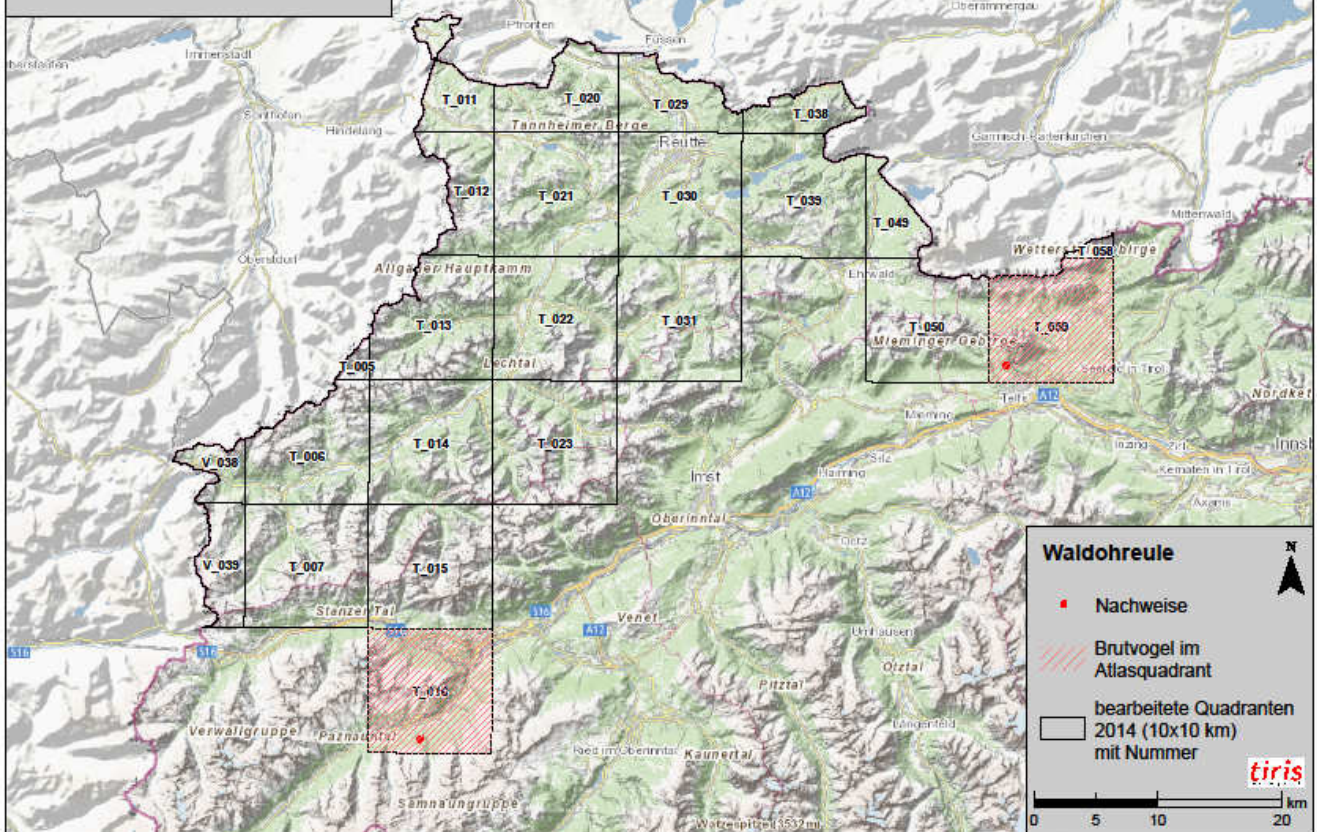 Oberammergau
Pfronten
Füssen
Immenstadt
T_011
T_020
T_029
T_038
Sonthofen
Hindelang
Tannheimer Berge
Reutte
Garmisch-Partenkirchen
T_012
T_021
T_030
T_039
T_049
Mittenwald
T_058
Oberstdorf
Allgäuer Hauptkamm
Ehrwald
T_013
T_022
T_031
T_050
Mieminger Gebirge
T_005
Lechtal
Seefeld in Tirol
Telfs
A12
Mieming
T_006
T_014
T_023
V_038
Imst
Silz
Haiming
Inzing
Zirl
Kematen in Tirol
A12
Axams
Oberinntal
Oetz
V_039
T_007
T_015
Stanzer Tal
S16
Venet
S16
S16
S16
A12
Umhausen
Ötztal
T_016
Pitztal
Verwallgruppe
Paznauntal
Längenfeld
Ried im Oberinntal
Kaunertal
Samnaungruppe
Watzespitze (3532m)
Waldohreule
N
Nachweise
Brutvogel im
Atlasquadrant
bearbeitete Quadranten
2014 (10x10 km)
mit Nummer
tiris
km
0 5 10 20